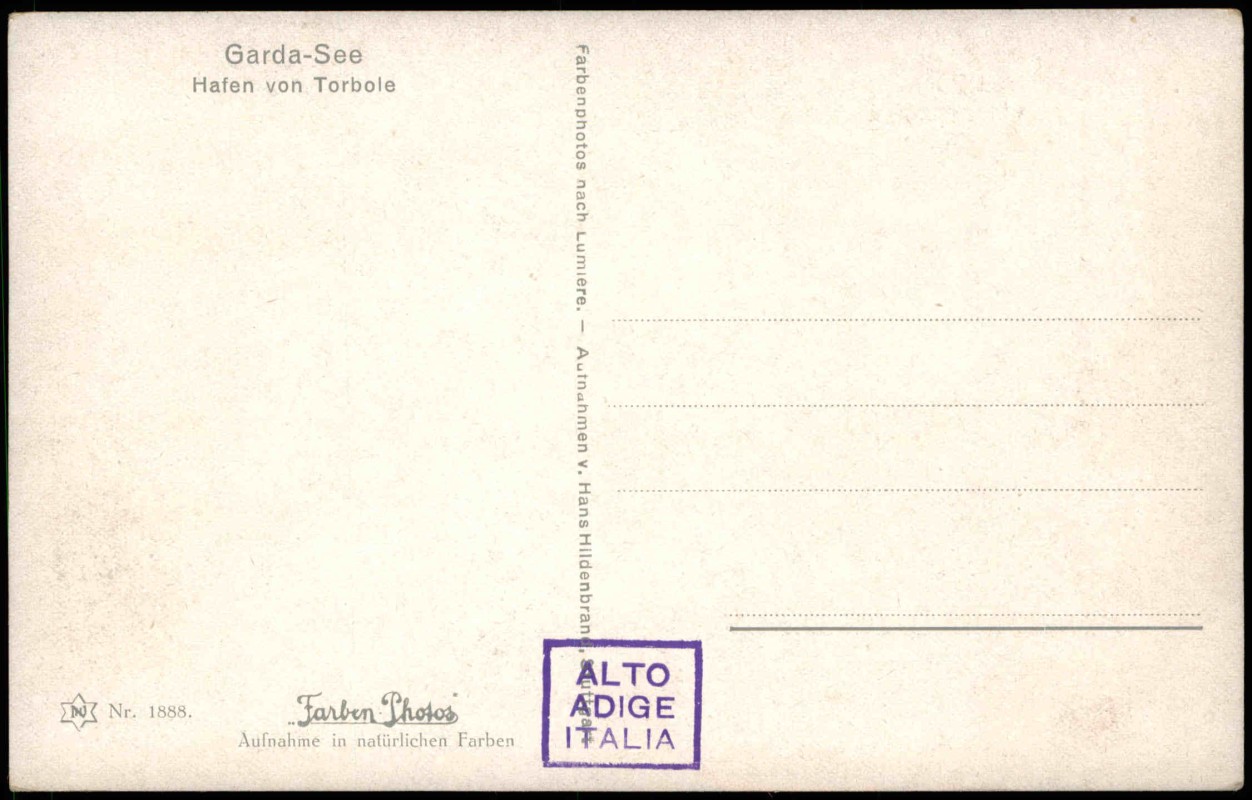 Garda-See
Hafen von Torbole
Farbenphotos nach Lumière. — Aufnahmen v. Hans Hildenbrand, Stuttgart
Nr. 1888.
„Farben-Photos“
Aufnahme in natürlichen Farben
ALTO
ADIGE
ITALIA